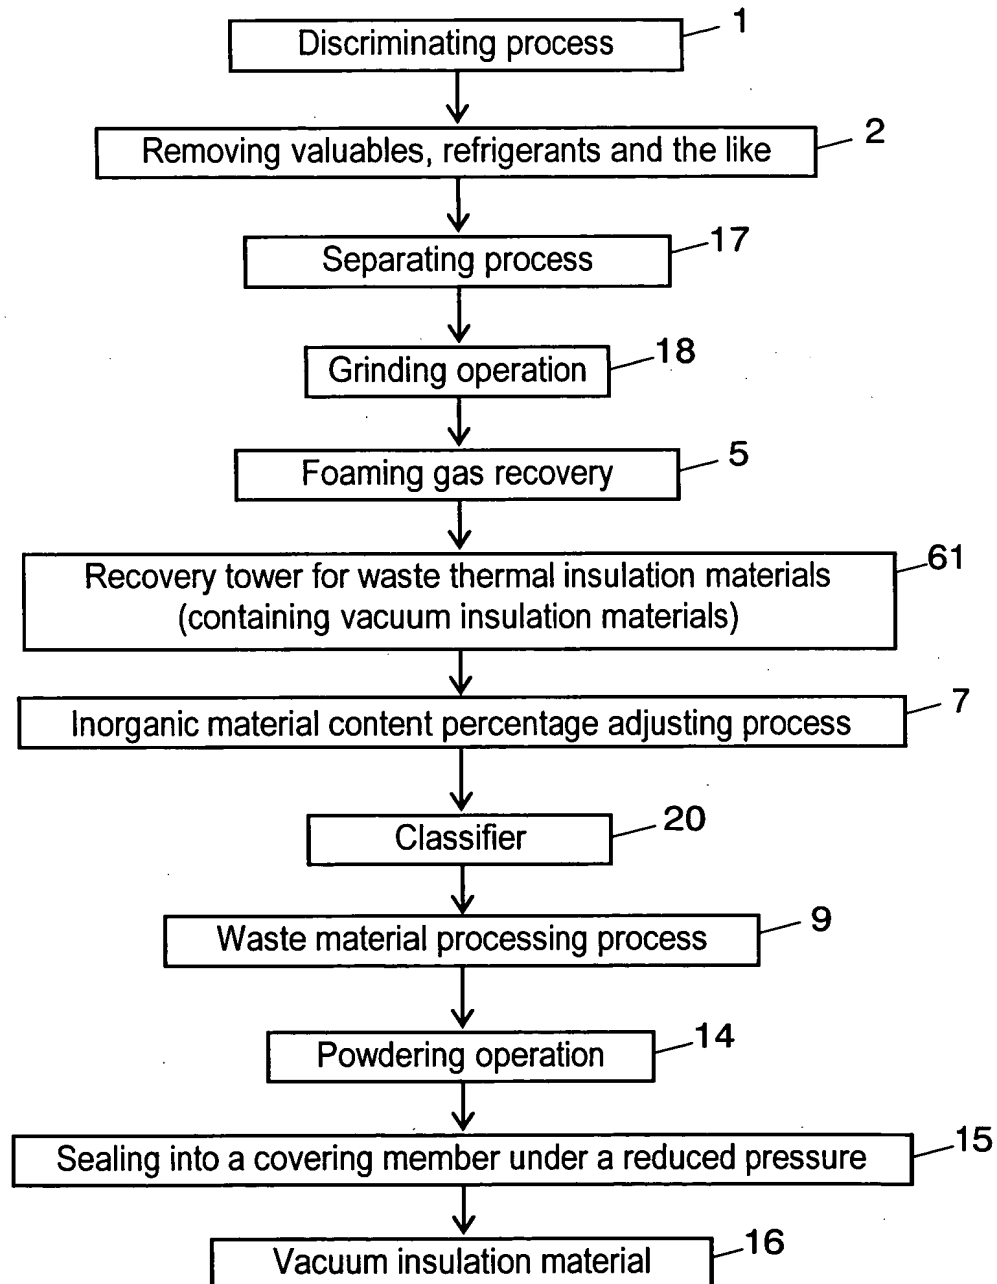 1
Discriminating process
2
Removing valuables, refrigerants and the like
17
Separating process
18
Grinding operation
5
Foaming gas recovery
61
Recovery tower for waste thermal insulation materials
(containing vacuum insulation materials)
7
Inorganic material content percentage adjusting process
20
Classifier
9
Waste material processing process
14
Powdering operation
15
Sealing into a covering member under a reduced pressure
16
Vacuum insulation material